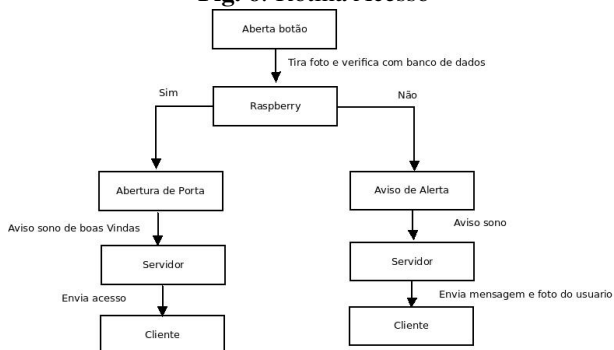 Fig. 6. Rotina Acesso
Aberta botão
Tira foto e verifica com banco de dados
Sim
Raspberry
Não
Abertura de Porta
Aviso de Alerta
Aviso sono de boas Vindas
Aviso sono
Servidor
Servidor
Envia acesso
Envia mensagem e foto do usuario
Cliente
Cliente